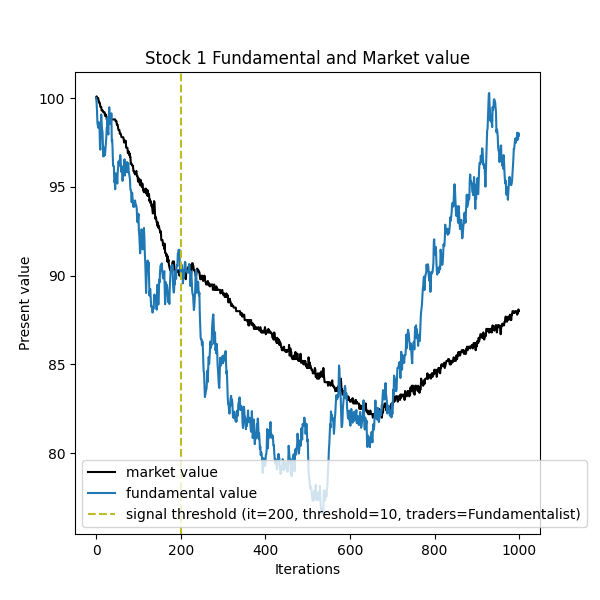 Stock 1 Fundamental and Market value
Present value
100
95
90
85
80
market value
fundamental value
signal threshold (it=200, threshold=10, traders=Fundamentalist)
0 200 400 600 800 1000
Iterations